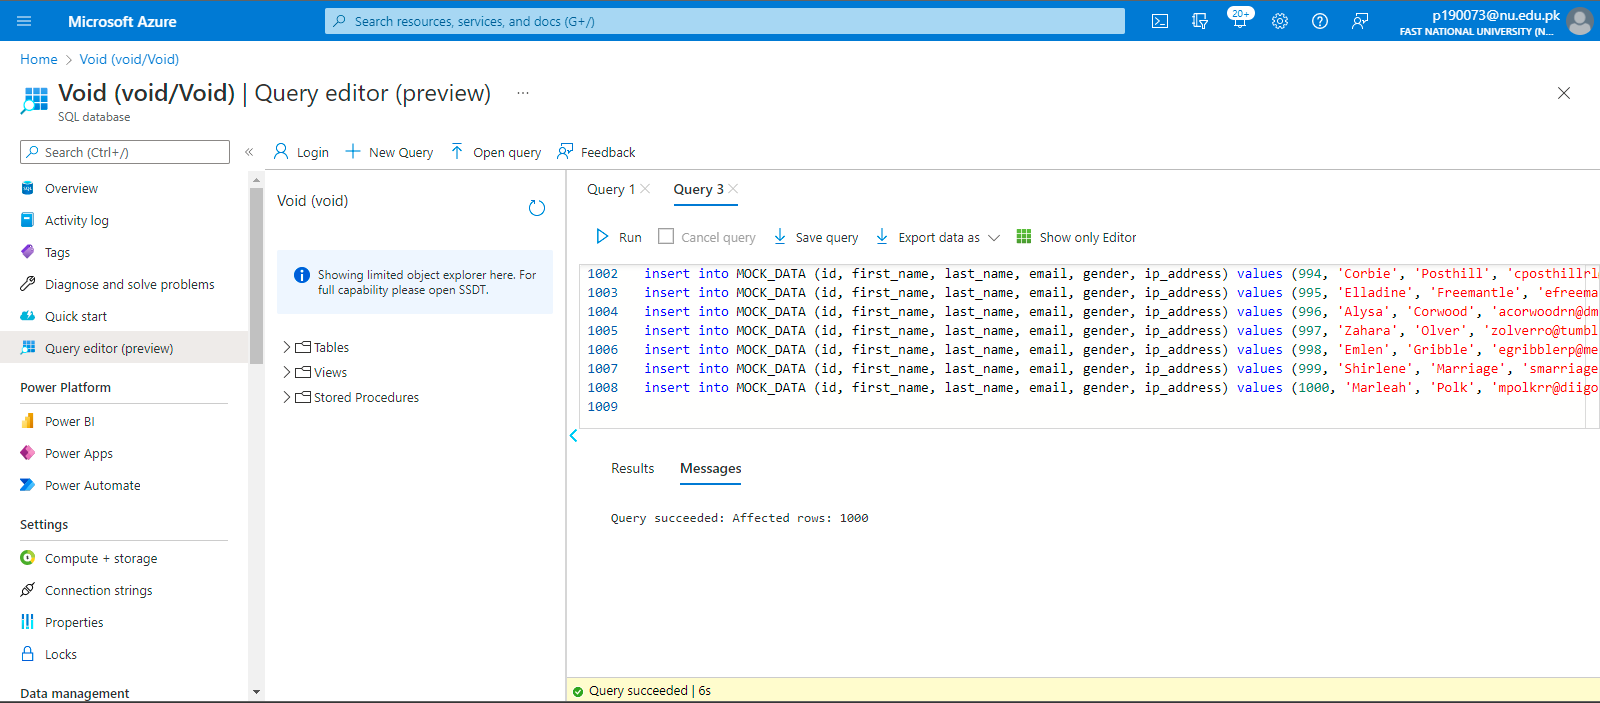 Microsoft Azure
Search resources, services, and docs (G+/)
20+
p190073@nu.edu.pk
FAST NATIONAL UNIVERSITY (N...
Home > Void (void/Void)
Void (void/Void) | Query editor (preview) ...
SQL database
Search (Ctrl+/)
«
Overview
Activity log
Tags
Diagnose and solve problems
Quick start
Query editor (preview)
Power Platform
Power BI
Power Apps
Power Automate
Settings
Compute + storage
Connection strings
Properties
Locks
Data management
Login
New Query
Open query
Feedback
Void (void)
Showing limited object explorer here. For
full capability please open SSDT.
Tables
Views
Stored Procedures
Query 1
Query 3
Run
Cancel query
Save query
Export data as
Show only Editor
1002 insert into MOCK_DATA (id, first_name, last_name, email, gender, ip_address) values (994, 'Corbie', 'Posthill', 'cposthillrl
1003 insert into MOCK_DATA (id, first_name, last_name, email, gender, ip_address) values (995, 'Elladine', 'Freemantle', 'efreema
1004 insert into MOCK_DATA (id, first_name, last_name, email, gender, ip_address) values (996, 'Alysa', 'Corwood', 'acorwoodrn@dm
1005 insert into MOCK_DATA (id, first_name, last_name, email, gender, ip_address) values (997, 'Zahara', 'Olver', 'zolverro@tumbl
1006 insert into MOCK_DATA (id, first_name, last_name, email, gender, ip_address) values (998, 'Emlen', 'Gribble', 'egribblerp@me
1007 insert into MOCK_DATA (id, first_name, last_name, email, gender, ip_address) values (999, 'Shirlene', 'Marriage', 'smarriage
1008 insert into MOCK_DATA (id, first_name, last_name, email, gender, ip_address) values (1000, 'Marleah', 'Polk', 'mpolkrr@diigo
1009
Results
Messages
Query succeeded: Affected rows: 1000
Query succeeded | 6s